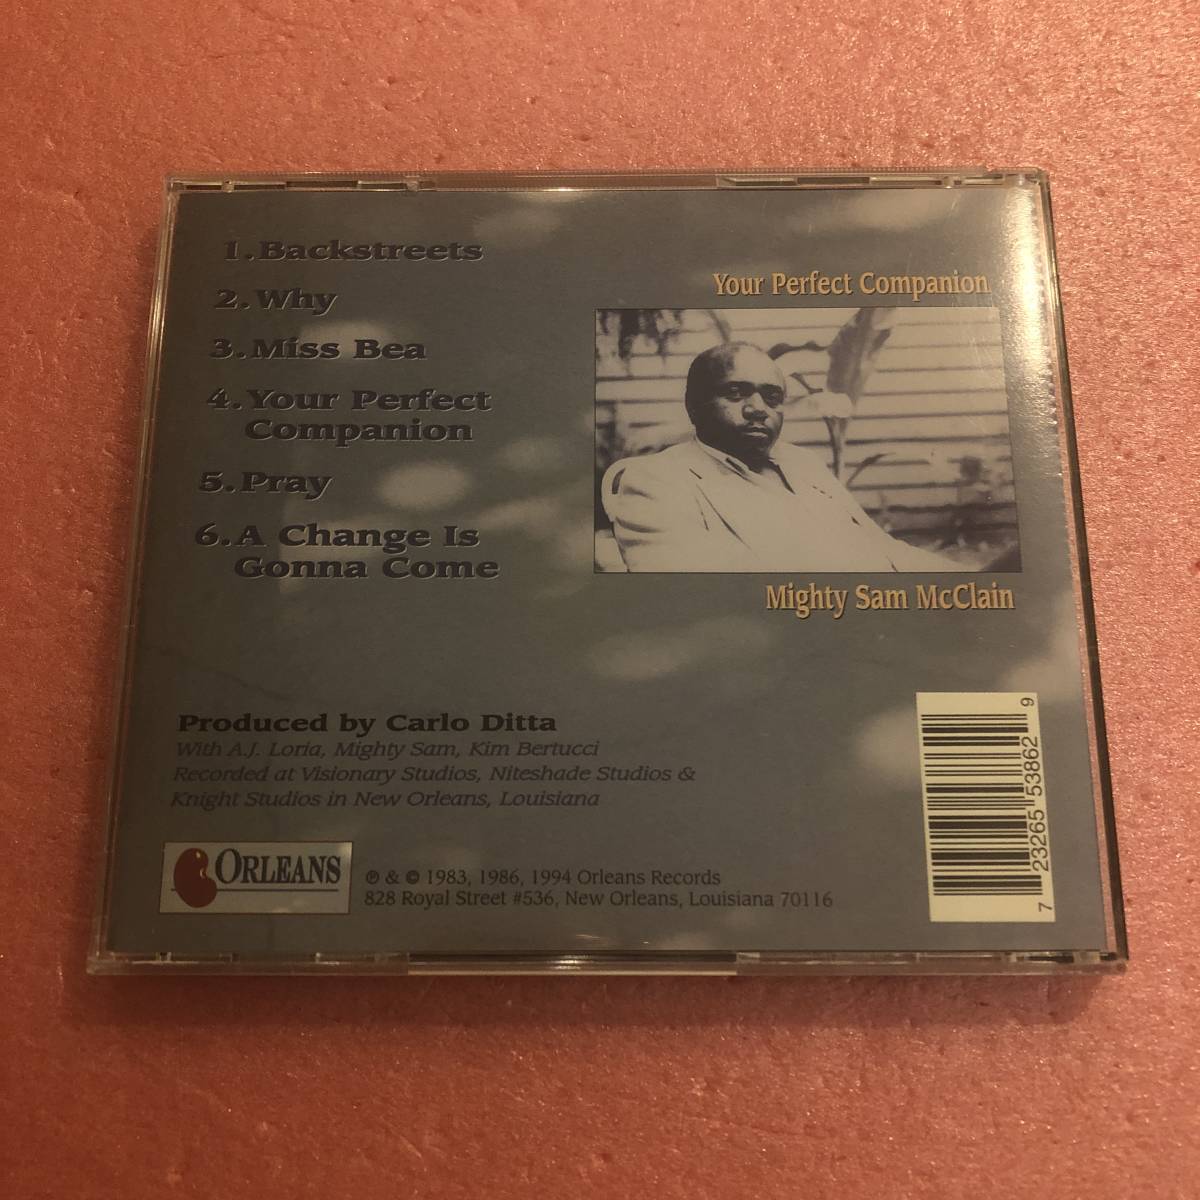 1. Backstreets
2. Why
3. Miss Bea
4. Your Perfect
Companion
5. Pray
6. A Change Is
Gonna Come
Your Perfect Companion
Mighty Sam McClain
Produced by Carlo Ditta
With A.J. Loria, Mighty Sam, Kim Bertucci
Recorded at Visionary Studios, Niteshade Studios &
Knight Studios in New Orleans, Louisiana
ORLEANS
℗ & © 1983, 1986, 1994 Orleans Records
828 Royal Street #536, New Orleans, Louisiana 70116
7 23265 53862 9